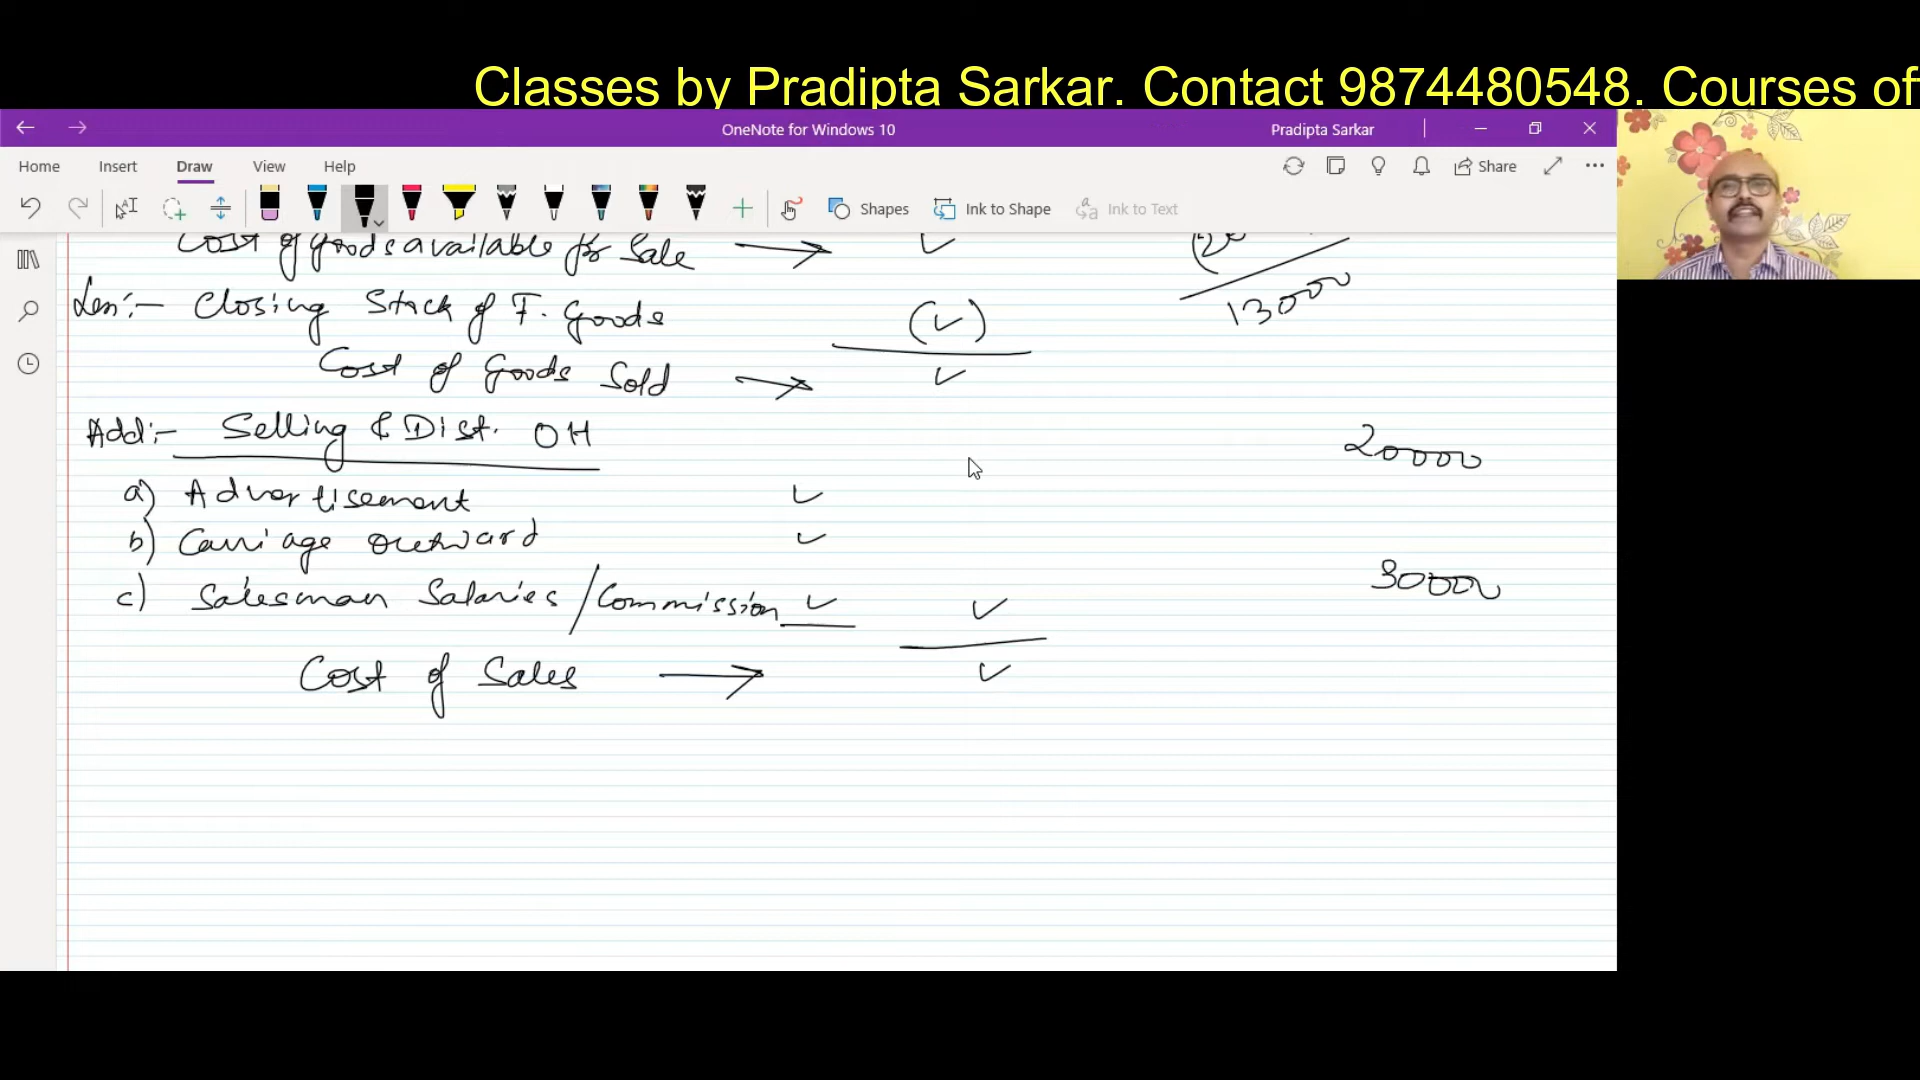 Classes by Pradipta Sarkar. Contact 9874480548. Courses of
OneNote for Windows 10
Pradipta Sarkar
Home Insert Draw View Help
Share
Shapes Ink to Shape Ink to Text
Cost of goods available for Sale → ✓
Less:- Closing Stock of F. Goods (✓)
13000
Cost of Goods Sold → ✓
Add:- Selling & Dist. OH
20000
a) Advertisement ✓
b) Carriage outward ✓
30000
c) Salesman Salaries / Commission ✓ ✓
Cost of Sales → ✓